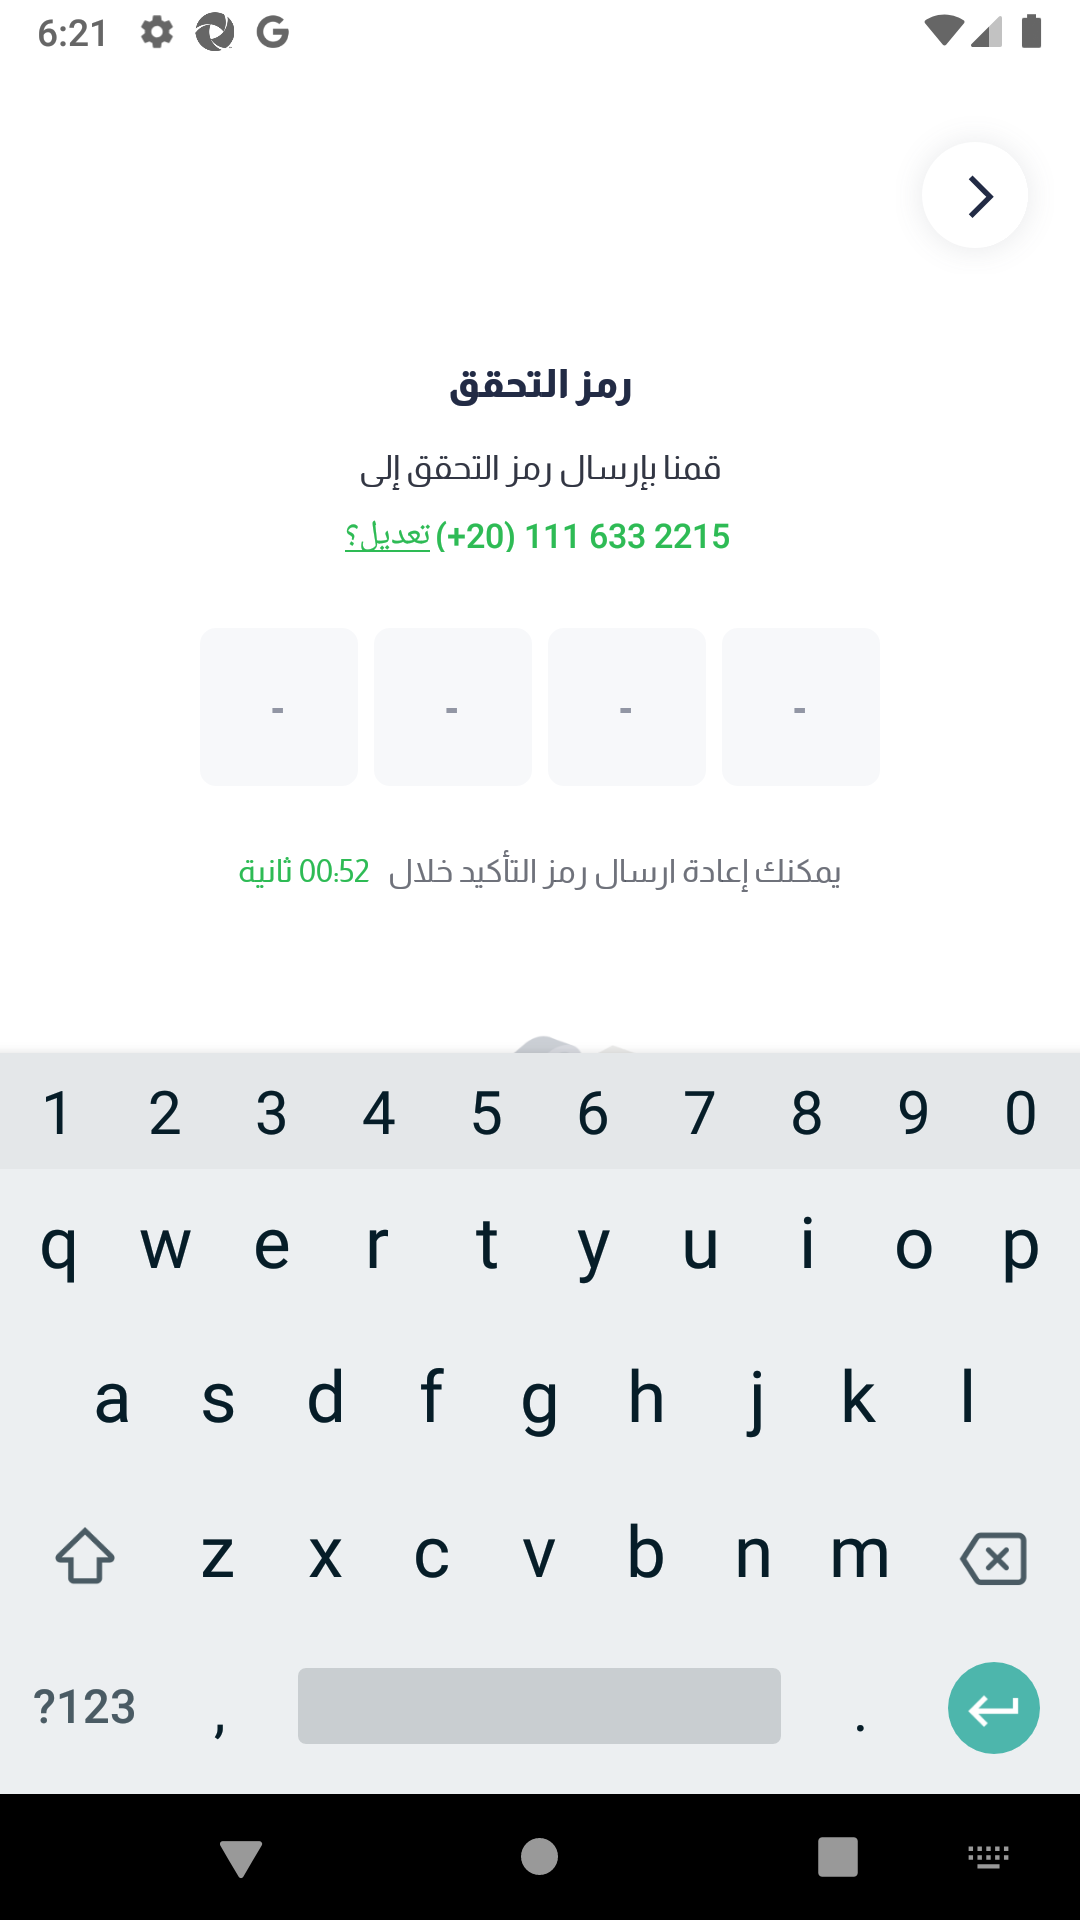 6:21
رمز التحقق
قمنا بإرسال رمز التحقق إلى
(+20) 111 633 2215 تعديل؟
- - - -
يمكنك إعادة ارسال رمز التأكيد خلال 00:52 ثانية
1 2 3 4 5 6 7 8 9 0
q w e r t y u i o p
a s d f g h j k l
z x c v b n m
?123 , .